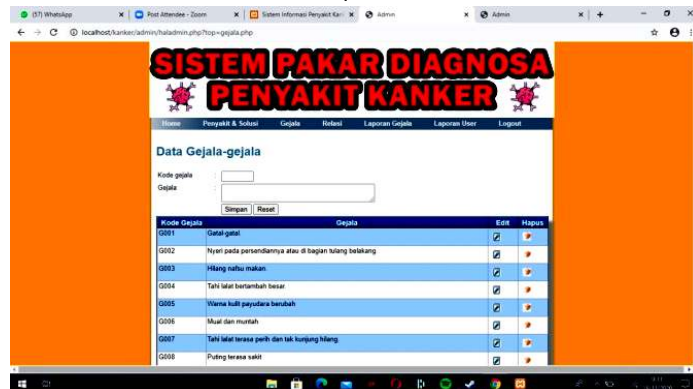 (57) WhatsApp
Post Attendee - Zoom
Sistem Informasi Penyakit Kan
Admin
Admin
localhost/kanker/admin/haladmin.php?top=gejala.php
SISTEM PAKAR DIAGNOSA
PENYAKIT KANKER
Home Penyakit & Solusi Gejala Relasi Laporan Gejala Laporan User Logout
Data Gejala-gejala
Kode gejala :
Gejala :
Simpan Reset
Kode Gejala Gejala Edit Hapus
G001 Gatal-gatal.
G002 Nyeri pada persendiannya atau di bagian tulang belakang.
G003 Hilang nafsu makan.
G004 Tahi lalat bertambah besar.
G005 Warna kulit payudara berubah
G006 Mual dan muntah
G007 Tahi lalat terasa perih dan tak kunjung hilang.
G008 Puting terasa sakit